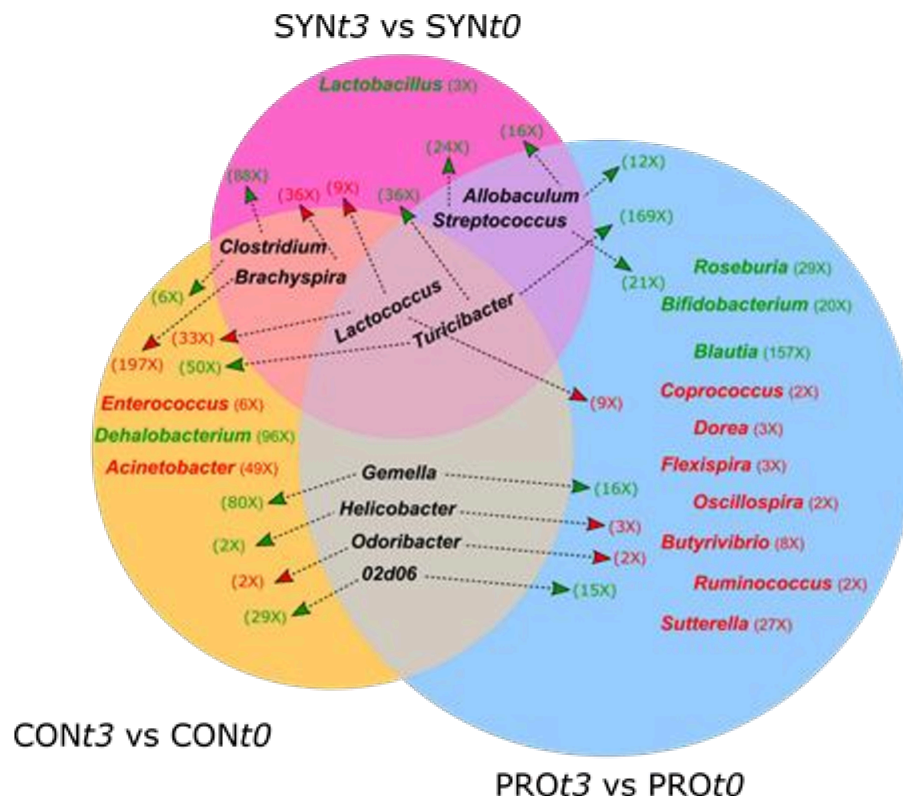 SYNt3 vs SYNt0
Lactobacillus (3X)
(16X)
(24X)
(12X)
(88X)
(36X)
(9X)
(36X)
Allobaculum
Streptococcus
(169X)
Clostridium
Brachyspira
Roseburia (29X)
(21X)
(6X)
Lactococcus
Turicibacter
Bifidobacterium (20X)
(33X)
(197X)
(50X)
Blautia (157X)
Enterococcus (6X)
(9X)
Coprococcus (2X)
Dehalobacterium (96X)
Dorea (3X)
Acinetobacter (49X)
Gemella
Flexispira (3X)
(80X)
(16X)
Oscillospira (2X)
Helicobacter
(3X)
(2X)
Odoribacter
(2X)
Butyrivibrio (8X)
(2X)
02d06
(15X)
Ruminococcus (2X)
(29X)
Sutterella (27X)
CONt3 vs CONt0
PROt3 vs PROt0